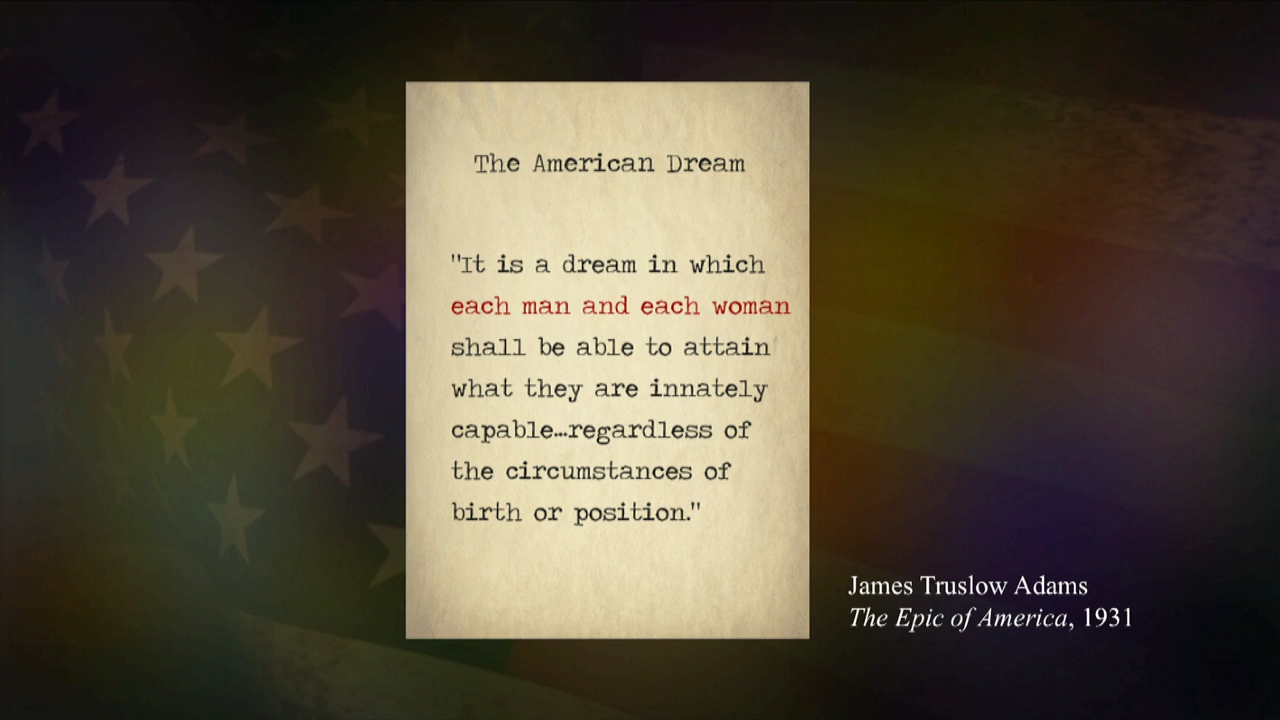 The American Dream
"It is a dream in which
each man and each woman
shall be able to attain
what they are innately
capable...regardless of
the circumstances of
birth or position."
James Truslow Adams
The Epic of America, 1931